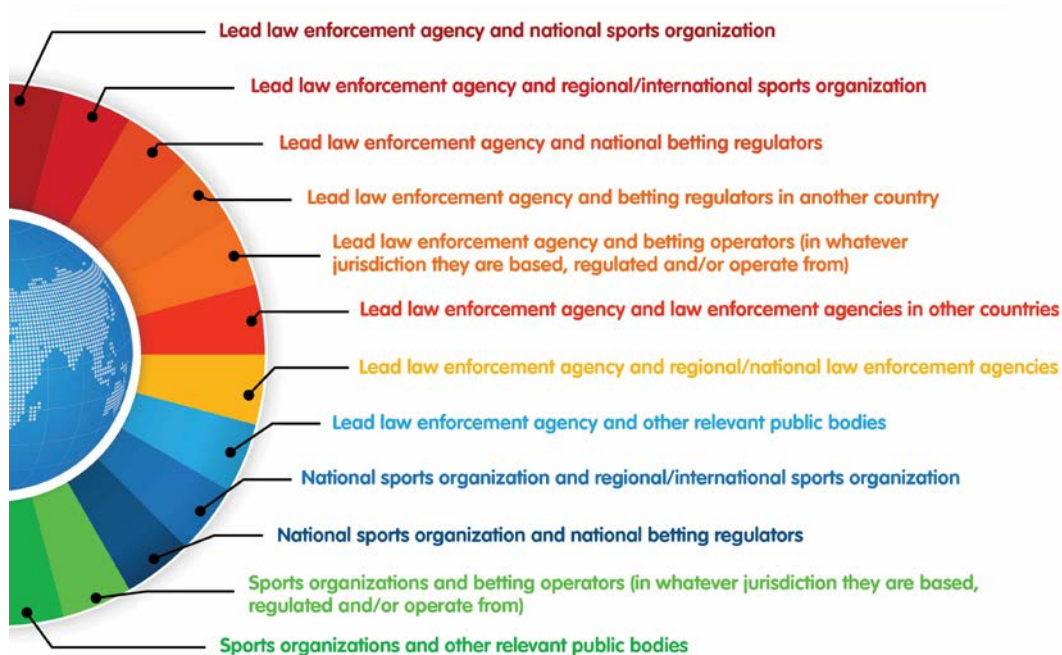 Lead law enforcement agency and national sports organization
Lead law enforcement agency and regional/international sports organization
Lead law enforcement agency and national betting regulators
Lead law enforcement agency and betting regulators in another country
Lead law enforcement agency and betting operators (in whatever
jurisdiction they are based, regulated and/or operate from)
Lead law enforcement agency and law enforcement agencies in other countries
Lead law enforcement agency and regional/national law enforcement agencies
Lead law enforcement agency and other relevant public bodies
National sports organization and regional/international sports organization
National sports organization and national betting regulators
Sports organizations and betting operators (in whatever jurisdiction they are based,
regulated and/or operate from)
Sports organizations and other relevant public bodies